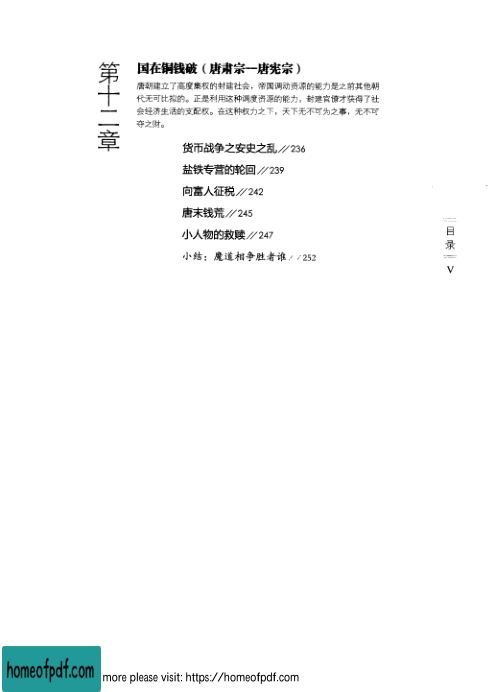 第十二章
国在铜钱破（唐肃宗—唐宪宗）
唐朝建立了高度集权的封建社会，帝国调动资源的能力是之前其他朝
代无可比拟的。正是利用这种调度资源的能力，封建官僚才获得了社
会经济生活的支配权。在这种权力之下，天下无不可为之事，无不可
夺之财。
货币战争之安史之乱//236
盐铁专营的轮回//239
向富人征税//242
唐末钱荒//245
小人物的救赎//247
小结：魔道相争胜者谁//252
目
录
V
homeofpdf.com
more please visit: https://homeofpdf.com